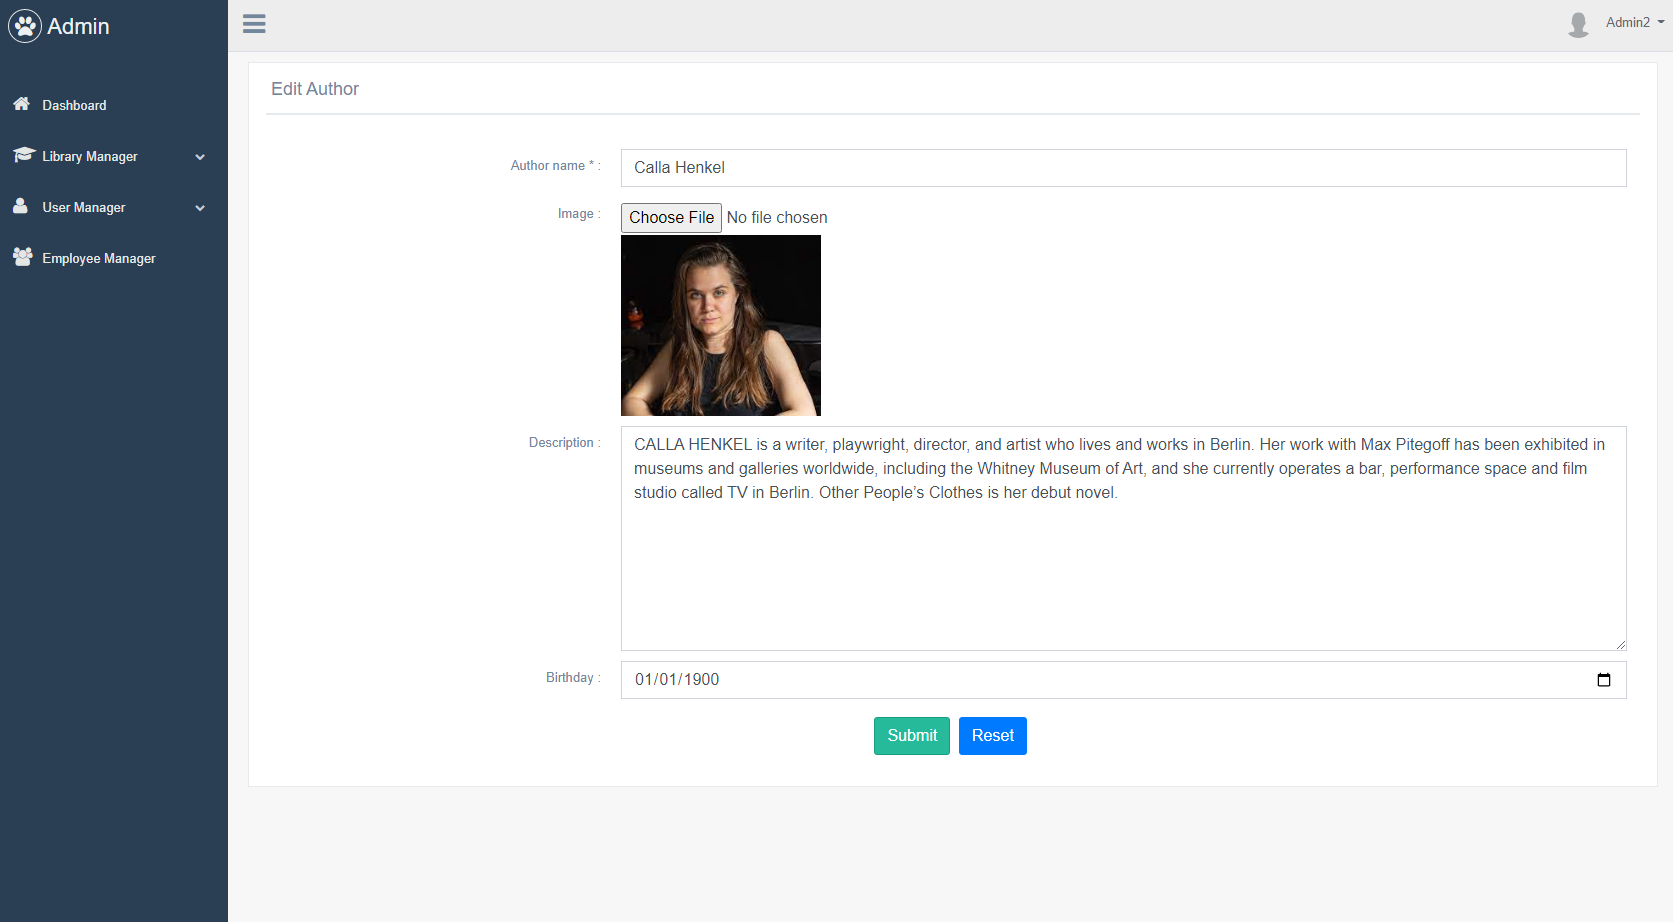 Admin
Admin2
Dashboard
Library Manager
User Manager
Employee Manager
Edit Author
Author name * :
Calla Henkel
Image :
Choose File No file chosen
Description :
CALLA HENKEL is a writer, playwright, director, and artist who lives and works in Berlin. Her work with Max Pitegoff has been exhibited in
museums and galleries worldwide, including the Whitney Museum of Art, and she currently operates a bar, performance space and film
studio called TV in Berlin. Other People’s Clothes is her debut novel.
Birthday :
01/01/1900
Submit Reset